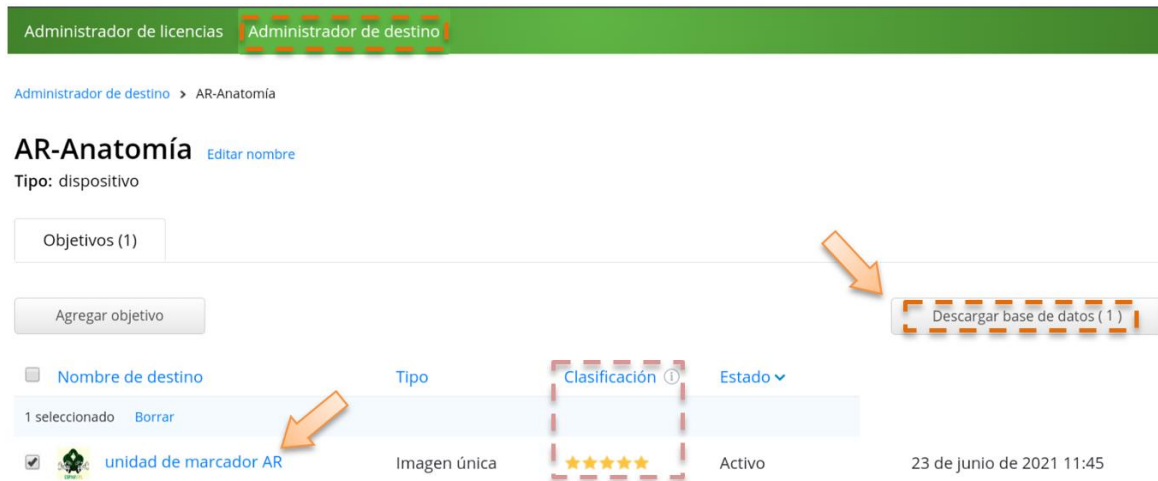 Administrador de licencias Administrador de destino
Administrador de destino > AR-Anatomía
AR-Anatomía Editar nombre
Tipo: dispositivo
Objetivos (1)
Agregar objetivo Descargar base de datos ( 1 )
Nombre de destino Tipo Clasificación Estado
1 seleccionado Borrar
unidad de marcador AR Imagen única Activo 23 de junio de 2021 11:45